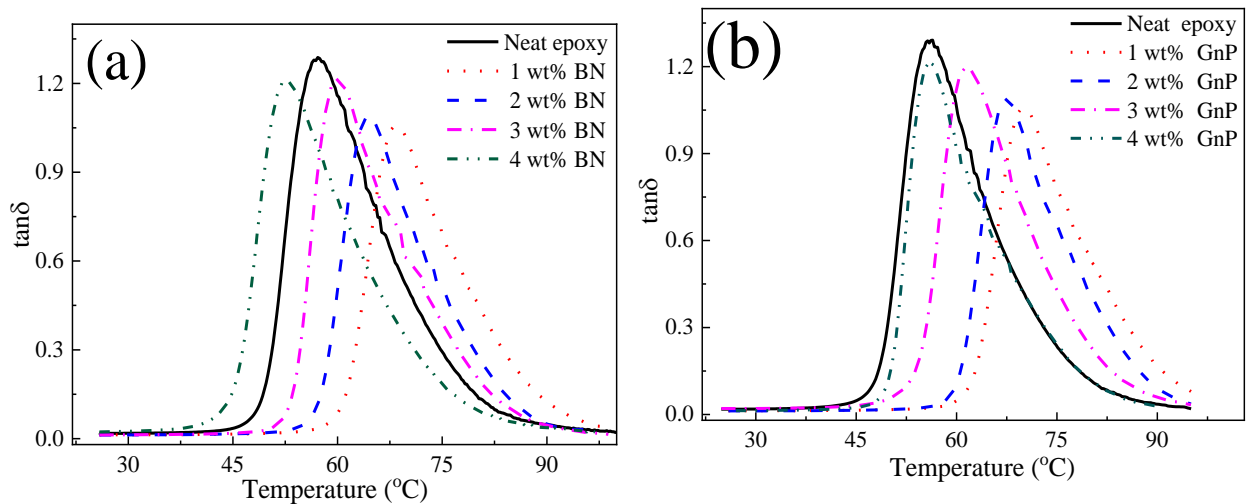 (a)
Neat epoxy
1 wt% BN
2 wt% BN
3 wt% BN
4 wt% BN
1.2
0.9
0.6
0.3
0.0
tanδ
30 45 60 75 90
Temperature (°C)
(b)
Neat epoxy
1 wt% GnP
2 wt% GnP
3 wt% GnP
4 wt% GnP
1.2
0.9
0.6
0.3
0.0
tanδ
30 45 60 75 90
Temperature (°C)